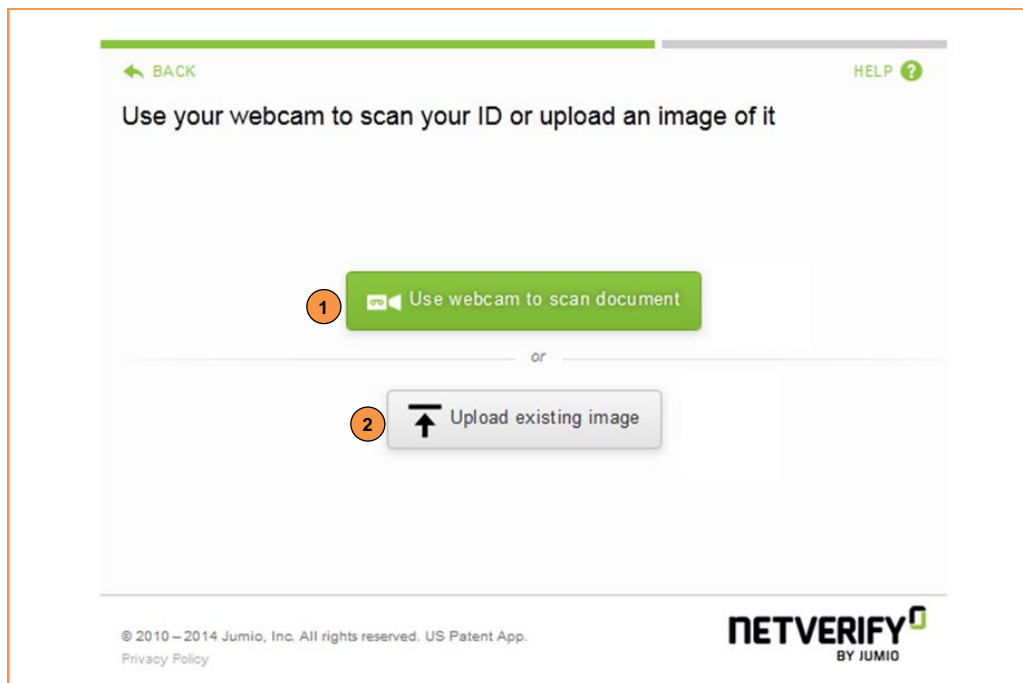 BACK
HELP ?
Use your webcam to scan your ID or upload an image of it
1
Use webcam to scan document
or
2
Upload existing image
© 2010 – 2014 Jumio, Inc. All rights reserved. US Patent App.
Privacy Policy
NETVERIFY
BY JUMIO